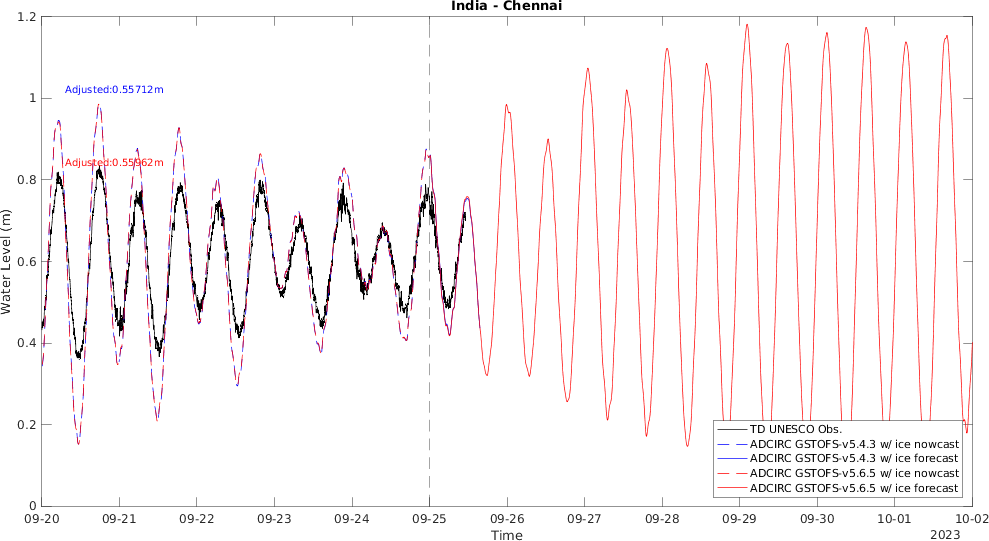 India - Chennai
Water Level (m)
1.2
1
0.8
0.6
0.4
0.2
0
Adjusted:0.55712m
Adjusted:0.55962m
TD UNESCO Obs.
ADCIRC GSTOFS-v5.4.3 w/ ice nowcast
ADCIRC GSTOFS-v5.4.3 w/ ice forecast
ADCIRC GSTOFS-v5.6.5 w/ ice nowcast
ADCIRC GSTOFS-v5.6.5 w/ ice forecast
09-20 09-21 09-22 09-23 09-24 09-25 09-26 09-27 09-28 09-29 09-30 10-01 10-02
Time
2023